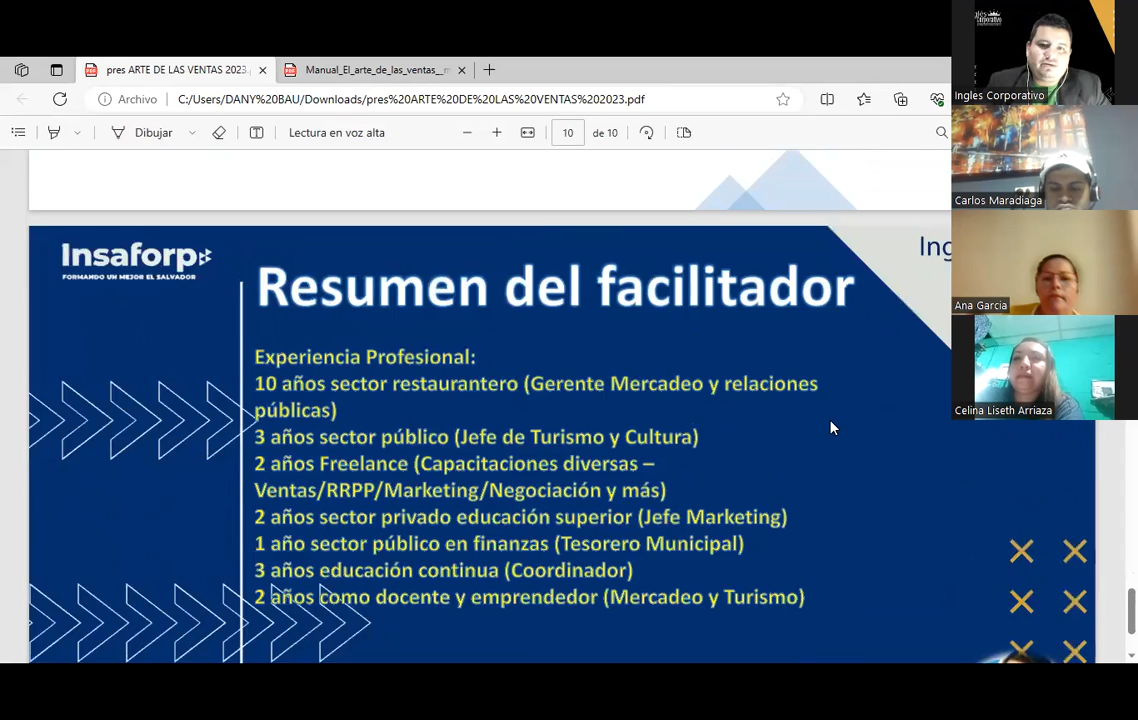 pres ARTE DE LAS VENTAS 2023.
Manual_El_arte_de_las_ventas_
Archivo
C:/Users/DANY%20BAU/Downloads/pres%20ARTE%20DE%20LAS%20VENTAS%202023.pdf
Dibujar
Lectura en voz alta
10
de 10
Ingles Corporativo
Carlos Maradiaga
Ana Garcia
Celina Liseth Arriaza
Insaforp
FORMANDO UN MEJOR EL SALVADOR
Ing
Resumen del facilitador
Experiencia Profesional:
10 años sector restaurantero (Gerente Mercadeo y relaciones
públicas)
3 años sector público (Jefe de Turismo y Cultura)
2 años Freelance (Capacitaciones diversas –
Ventas/RRPP/Marketing/Negociación y más)
2 años sector privado educación superior (Jefe Marketing)
1 año sector público en finanzas (Tesorero Municipal)
3 años educación continua (Coordinador)
2 años como docente y emprendedor (Mercadeo y Turismo)